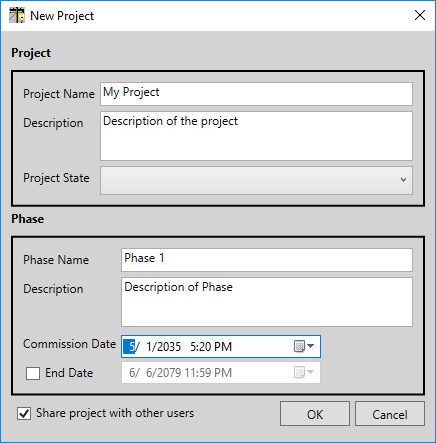 New Project
Project
Project Name My Project
Description Description of the project
Project State
Phase
Phase Name Phase 1
Description Description of Phase
Commission Date 5/ 1/2035 5:20 PM
End Date 6/ 6/2079 11:59 PM
Share project with other users OK Cancel